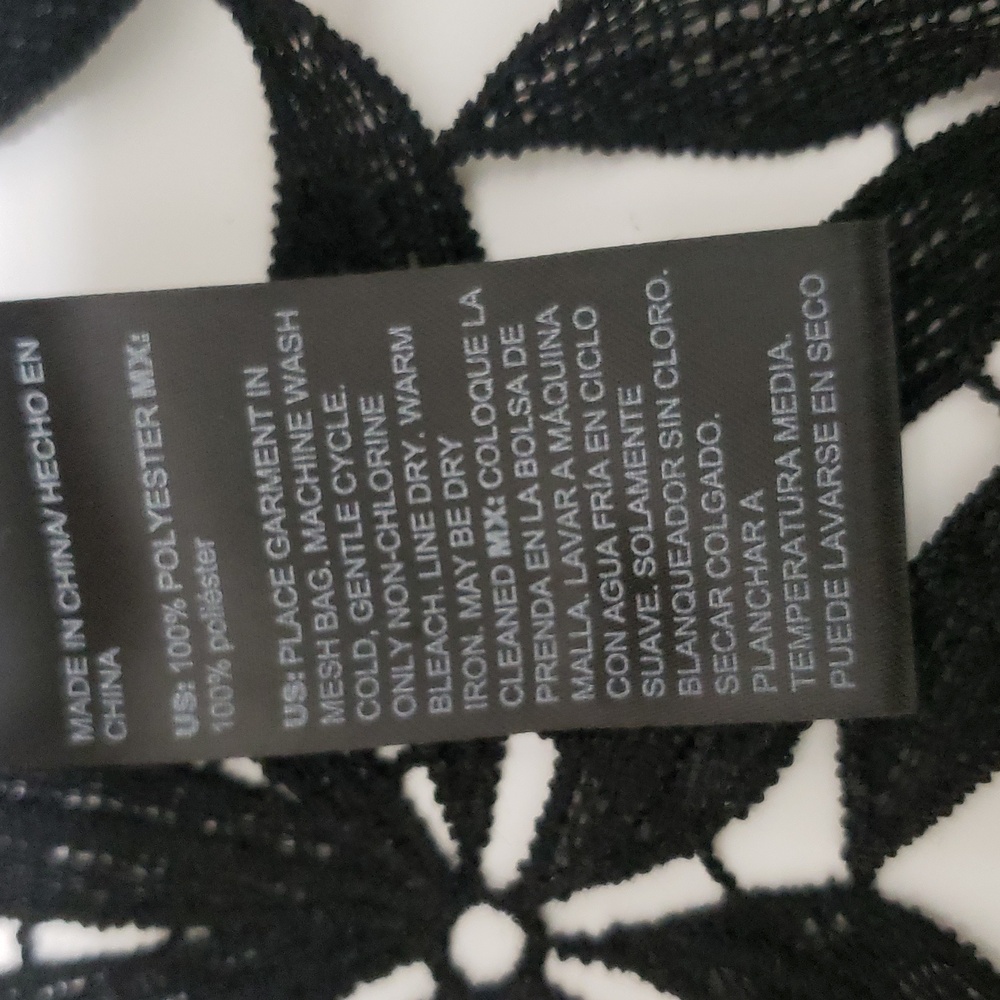 MADE IN CHINA/ HECHO EN
CHINA
US: 100% POLYESTER MX:
100% poliéster
US: PLACE GARMENT IN
MESH BAG. MACHINE WASH
COLD, GENTLE CYCLE.
ONLY NON-CHLORINE
BLEACH. LINE DRY. WARM
IRON. MAY BE DRY
CLEANED MX: COLOQUE LA
PRENDA EN LA BOLSA DE
MALLA. LAVAR A MÁQUINA
CON AGUA FRÍA EN CICLO
SUAVE. SOLAMENTE
BLANQUEADOR SIN CLORO.
SECAR COLGADO.
PLANCHAR A
TEMPERATURA MEDIA.
PUEDE LAVARSE EN SECO